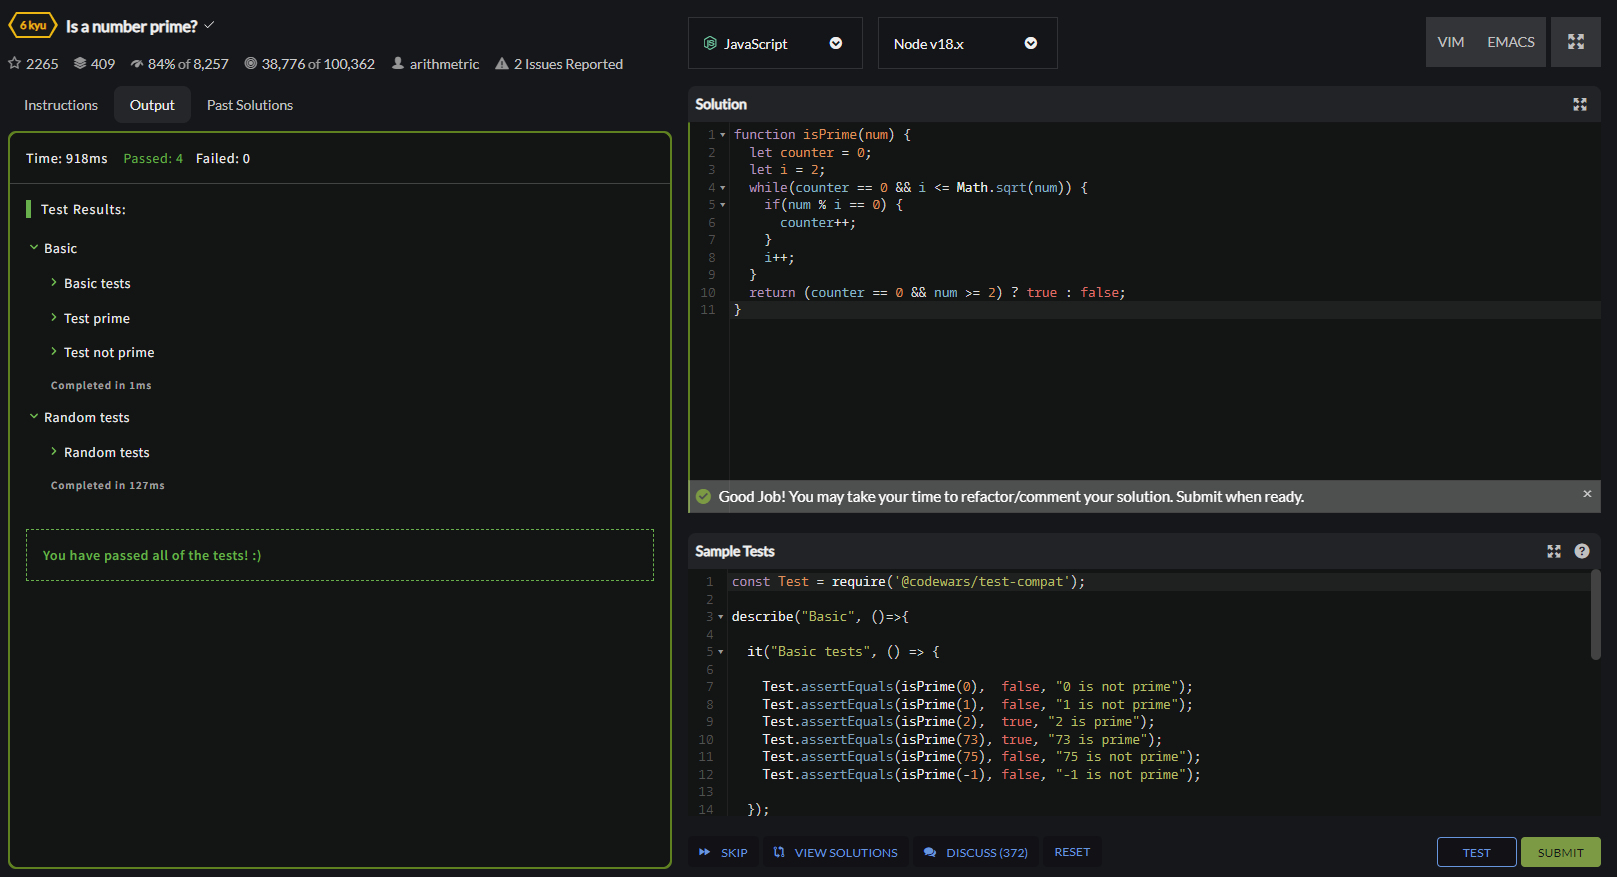 6 kyu Is a number prime?
2265 409 84% of 8,257 38,776 of 100,362 arithmetric 2 Issues Reported
Instructions Output Past Solutions
Time: 918ms Passed: 4 Failed: 0
Test Results:
Basic
Basic tests
Test prime
Test not prime
Completed in 1ms
Random tests
Random tests
Completed in 127ms
You have passed all of the tests! :)
JavaScript Node v18.x VIM EMACS
Solution
1 function isPrime(num) {
2 let counter = 0;
3 let i = 2;
4 while(counter == 0 && i <= Math.sqrt(num)) {
5 if(num % i == 0) {
6 counter++;
7 }
8 i++;
9 }
10 return (counter == 0 && num >= 2) ? true : false;
11 }
Good Job! You may take your time to refactor/comment your solution. Submit when ready. ×
Sample Tests ?
1 const Test = require('@codewars/test-compat');
2
3 describe("Basic", ()=>{
4
5 it("Basic tests", () => {
6
7 Test.assertEquals(isPrime(0), false, "0 is not prime");
8 Test.assertEquals(isPrime(1), false, "1 is not prime");
9 Test.assertEquals(isPrime(2), true, "2 is prime");
10 Test.assertEquals(isPrime(73), true, "73 is prime");
11 Test.assertEquals(isPrime(75), false, "75 is not prime");
12 Test.assertEquals(isPrime(-1), false, "-1 is not prime");
13
14 });
SKIP VIEW SOLUTIONS DISCUSS (372) RESET TEST SUBMIT